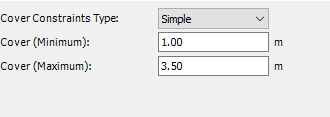 Cover Constraints Type: Simple
Cover (Minimum): 1.00 m
Cover (Maximum): 3.50 m